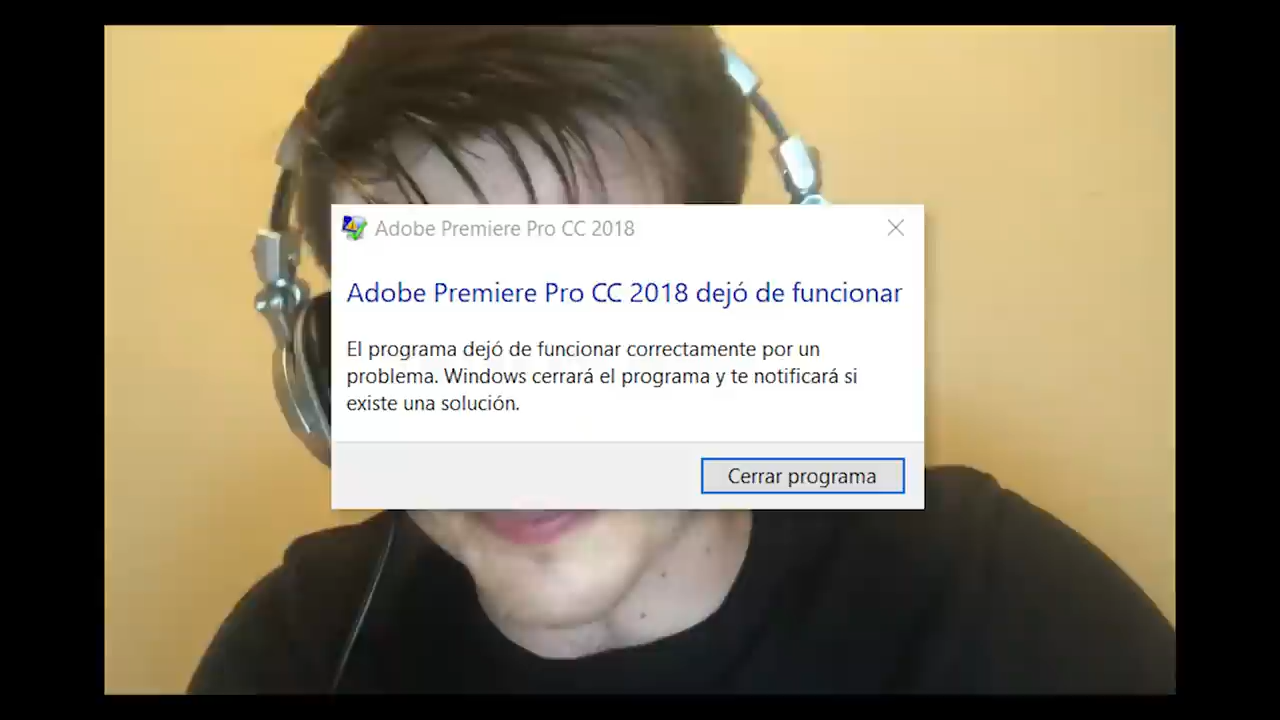 Adobe Premiere Pro CC 2018
Adobe Premiere Pro CC 2018 dejó de funcionar
El programa dejó de funcionar correctamente por un
problema. Windows cerrará el programa y te notificará si
existe una solución.
Cerrar programa